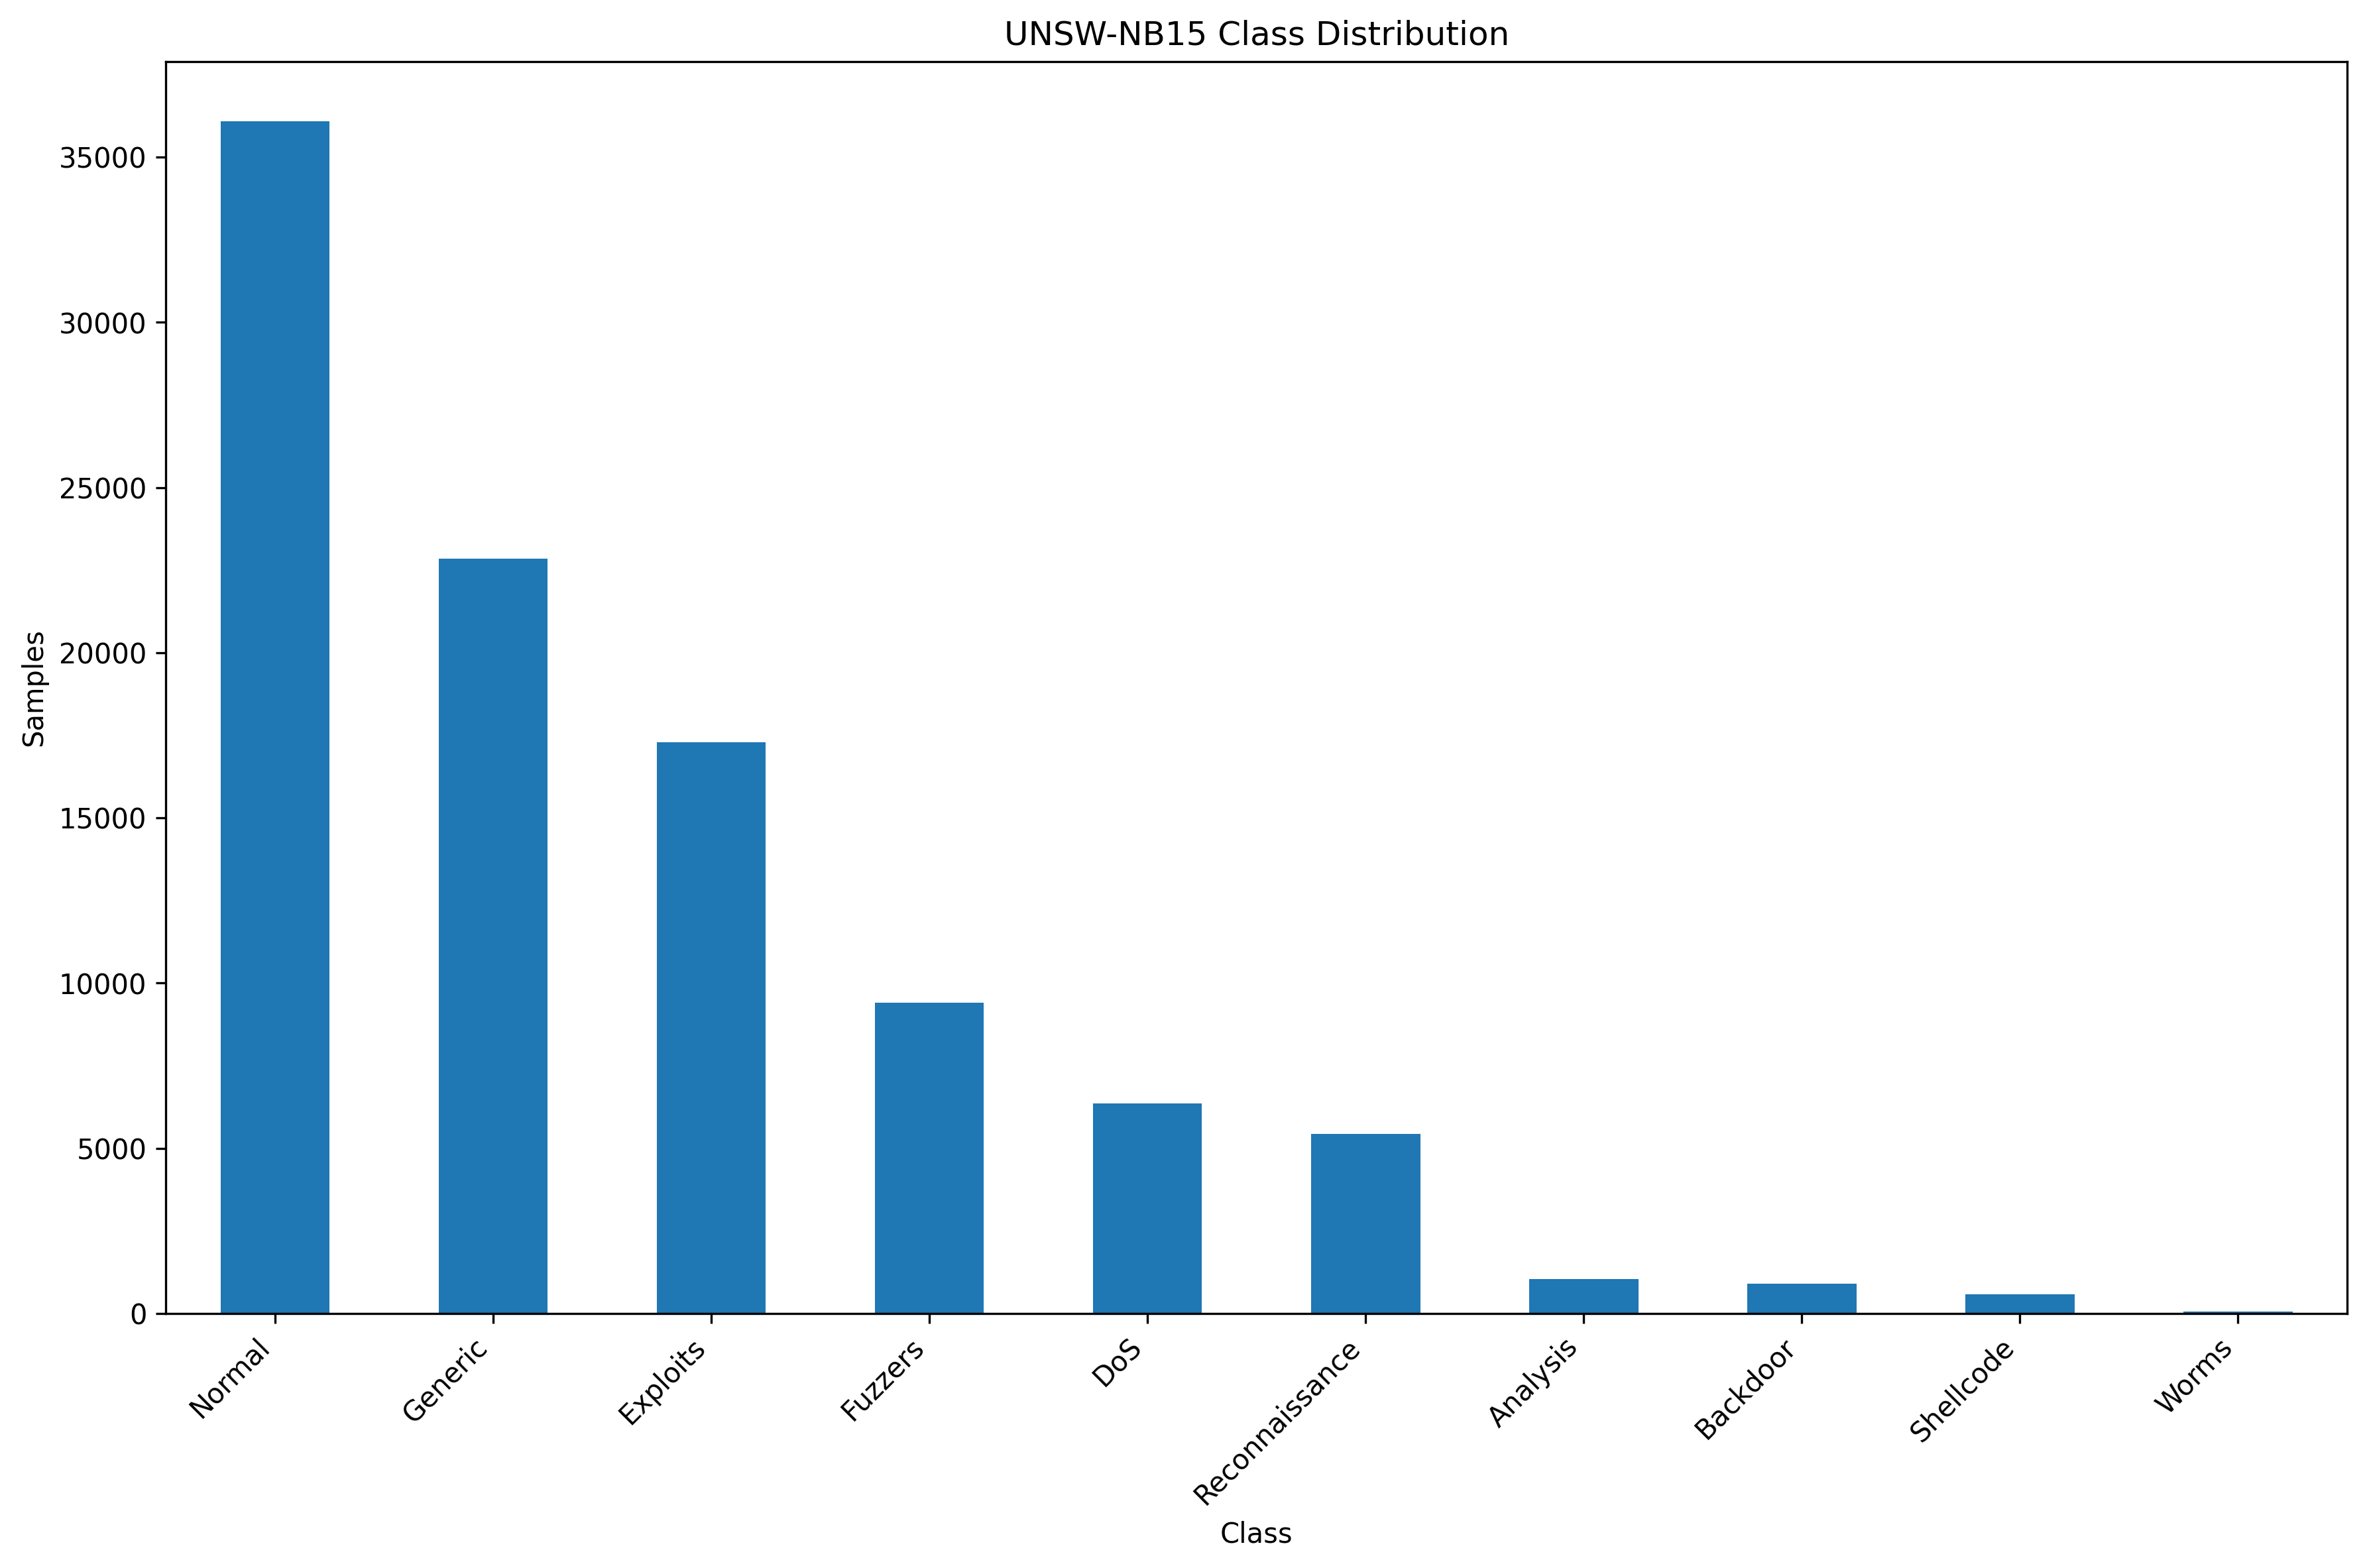 UNSW-NB15 Class Distribution
Samples
35000
30000
25000
20000
15000
10000
5000
0
Normal
Generic
Exploits
Fuzzers
DoS
Reconnaissance
Analysis
Backdoor
Shellcode
Worms
Class